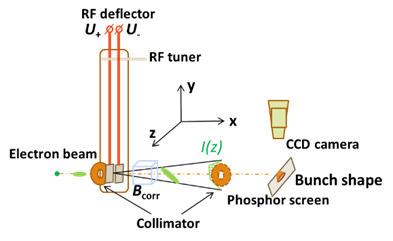 RF deflector
U+ U-
RF tuner
y
x
z
I(z)
CCD camera
Electron beam
Bcorr
Bunch shape
Phosphor screen
Collimator